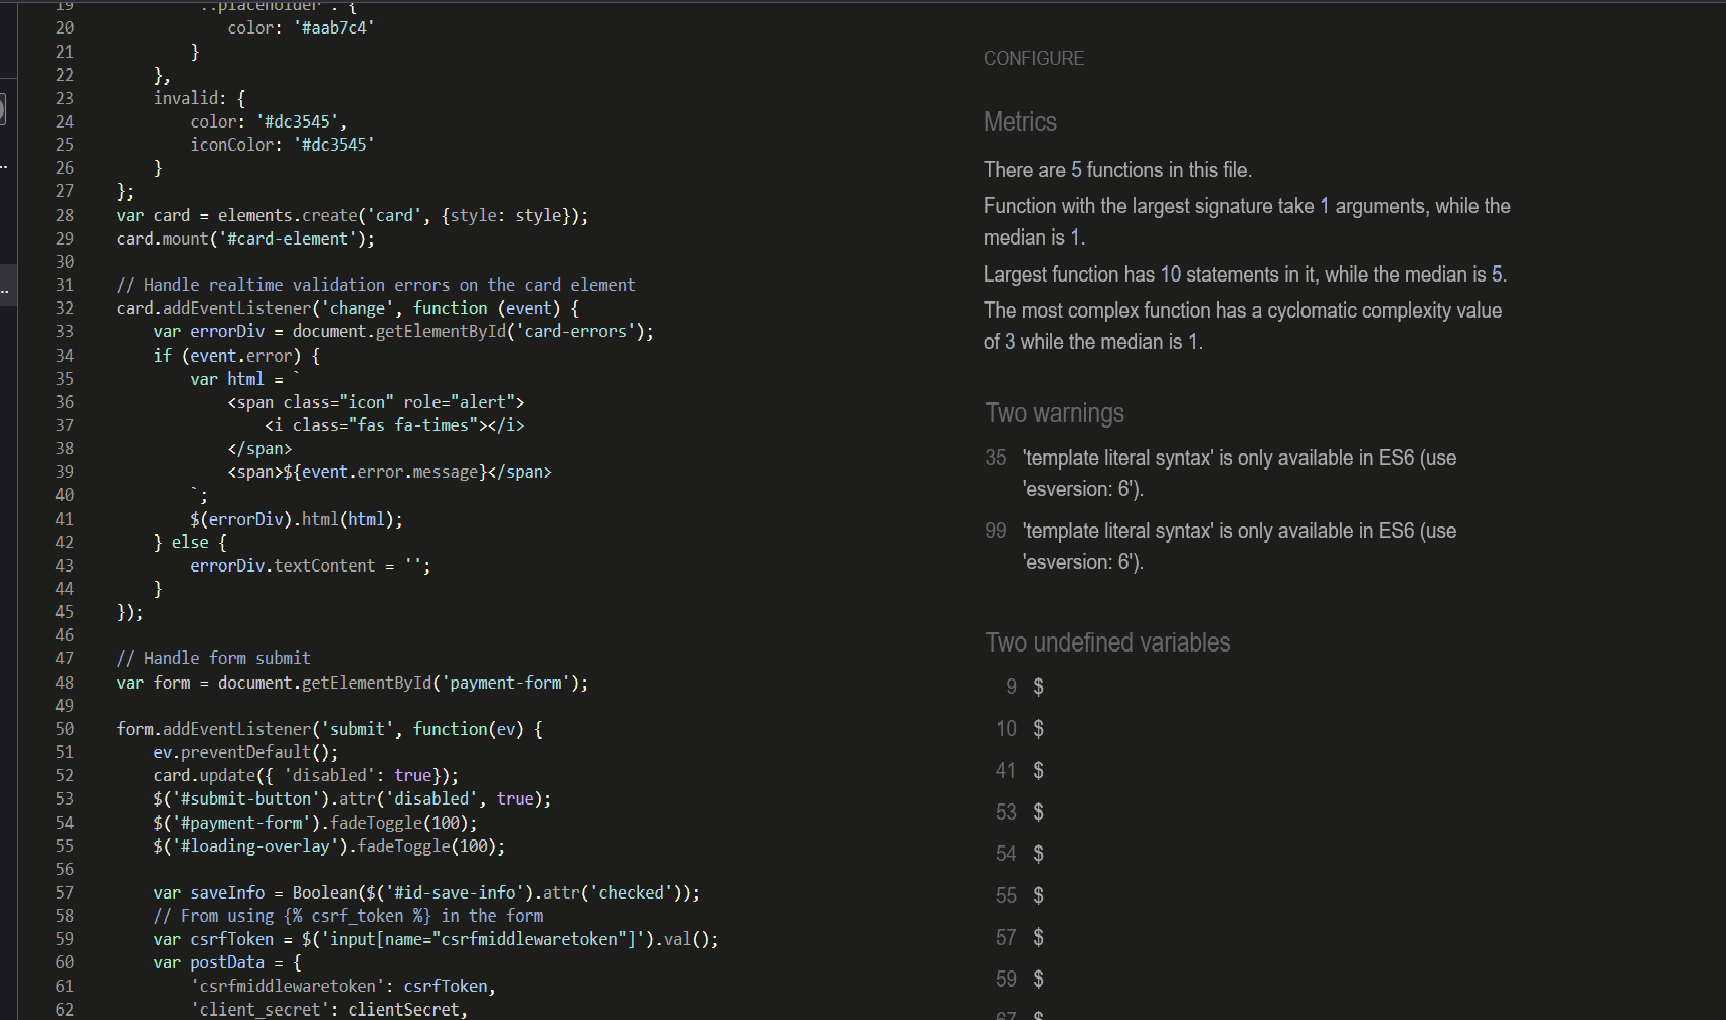 19 '::placeholder': {
20 color: '#aab7c4'
21 }
22 },
23 invalid: {
24 color: '#dc3545',
25 iconColor: '#dc3545'
26 }
27 };
28 var card = elements.create('card', {style: style});
29 card.mount('#card-element');
30
31 // Handle realtime validation errors on the card element
32 card.addEventListener('change', function (event) {
33 var errorDiv = document.getElementById('card-errors');
34 if (event.error) {
35 var html = `
36 <span class="icon" role="alert">
37 <i class="fas fa-times"></i>
38 </span>
39 <span>${event.error.message}</span>
40 `;
41 $(errorDiv).html(html);
42 } else {
43 errorDiv.textContent = '';
44 }
45 });
46
47 // Handle form submit
48 var form = document.getElementById('payment-form');
49
50 form.addEventListener('submit', function(ev) {
51 ev.preventDefault();
52 card.update({ 'disabled': true});
53 $('#submit-button').attr('disabled', true);
54 $('#payment-form').fadeToggle(100);
55 $('#loading-overlay').fadeToggle(100);
56
57 var saveInfo = Boolean($('#id-save-info').attr('checked'));
58 // From using {% csrf_token %} in the form
59 var csrfToken = $('input[name="csrfmiddlewaretoken"]').val();
60 var postData = {
61 'csrfmiddlewaretoken': csrfToken,
62 'client_secret': clientSecret,
CONFIGURE
Metrics
There are 5 functions in this file.
Function with the largest signature take 1 arguments, while the
median is 1.
Largest function has 10 statements in it, while the median is 5.
The most complex function has a cyclomatic complexity value
of 3 while the median is 1.
Two warnings
35 'template literal syntax' is only available in ES6 (use
'esversion: 6').
99 'template literal syntax' is only available in ES6 (use
'esversion: 6').
Two undefined variables
9 $
10 $
41 $
53 $
54 $
55 $
57 $
59 $
67 $